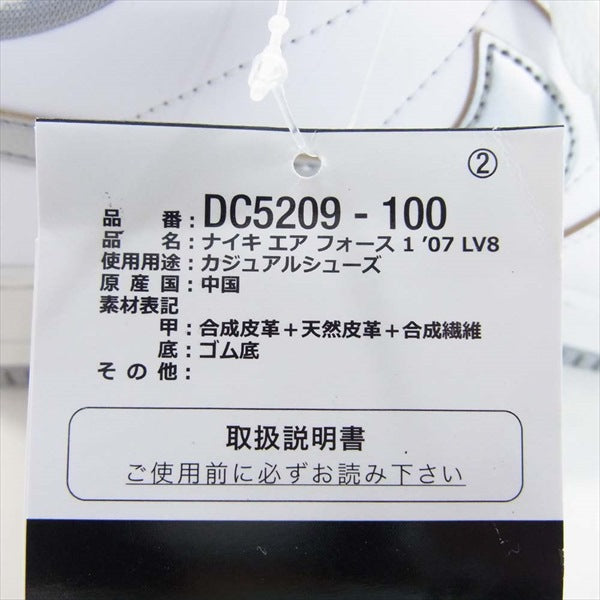 ②
品番:DC5209-100
品名:ナイキ エア フォース 1 '07 LV8
使用用途:カジュアルシューズ
原産国:中国
素材表記
甲:合成皮革+天然皮革+合成繊維
底:ゴム底
その他:
取扱説明書
ご使用前に必ずお読み下さい